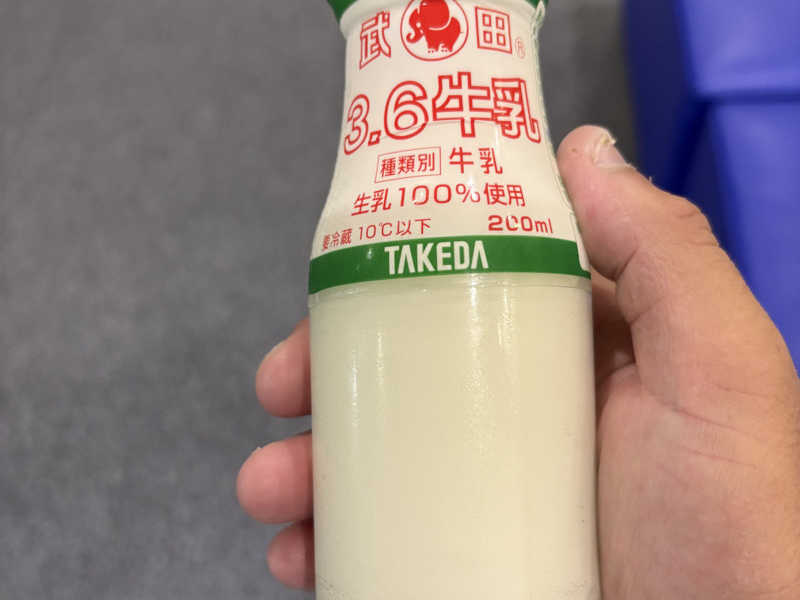 武 田®
3.6牛乳
種類別 牛乳
生乳100%使用
要冷蔵 10℃以下 200ml
TAKEDA